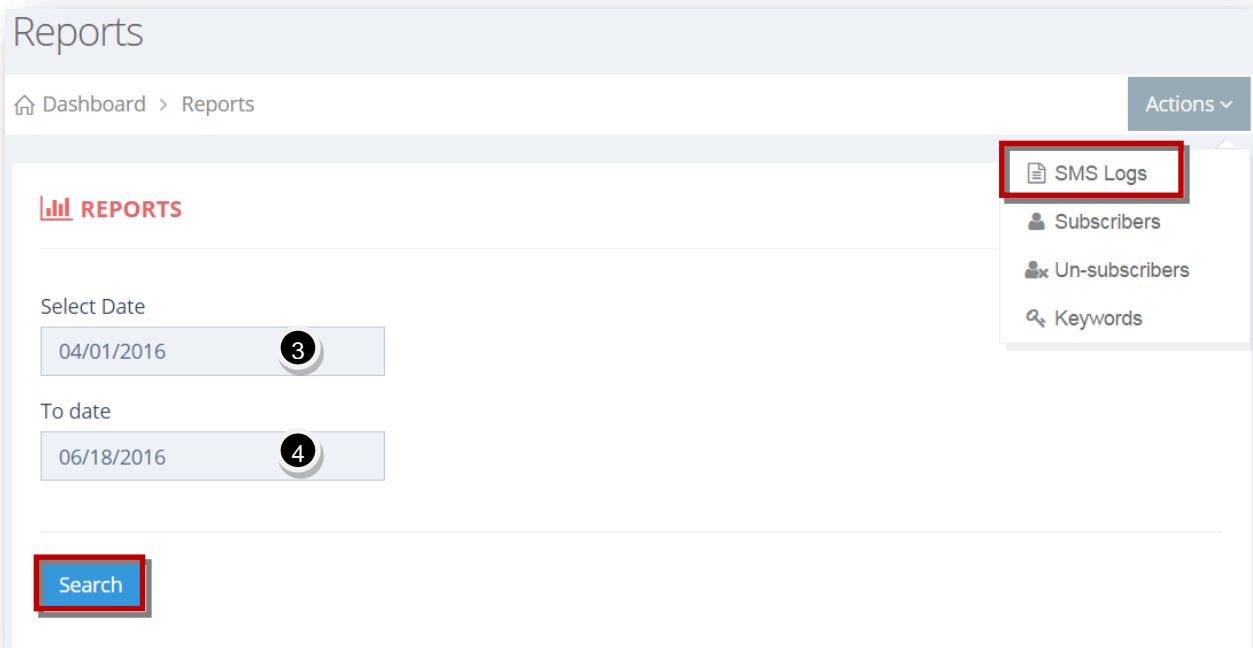 Reports
Dashboard > Reports
Actions
SMS Logs
Subscribers
Un-subscribers
Keywords
REPORTS
Select Date
04/01/2016 3
To date
06/18/2016 4
Search